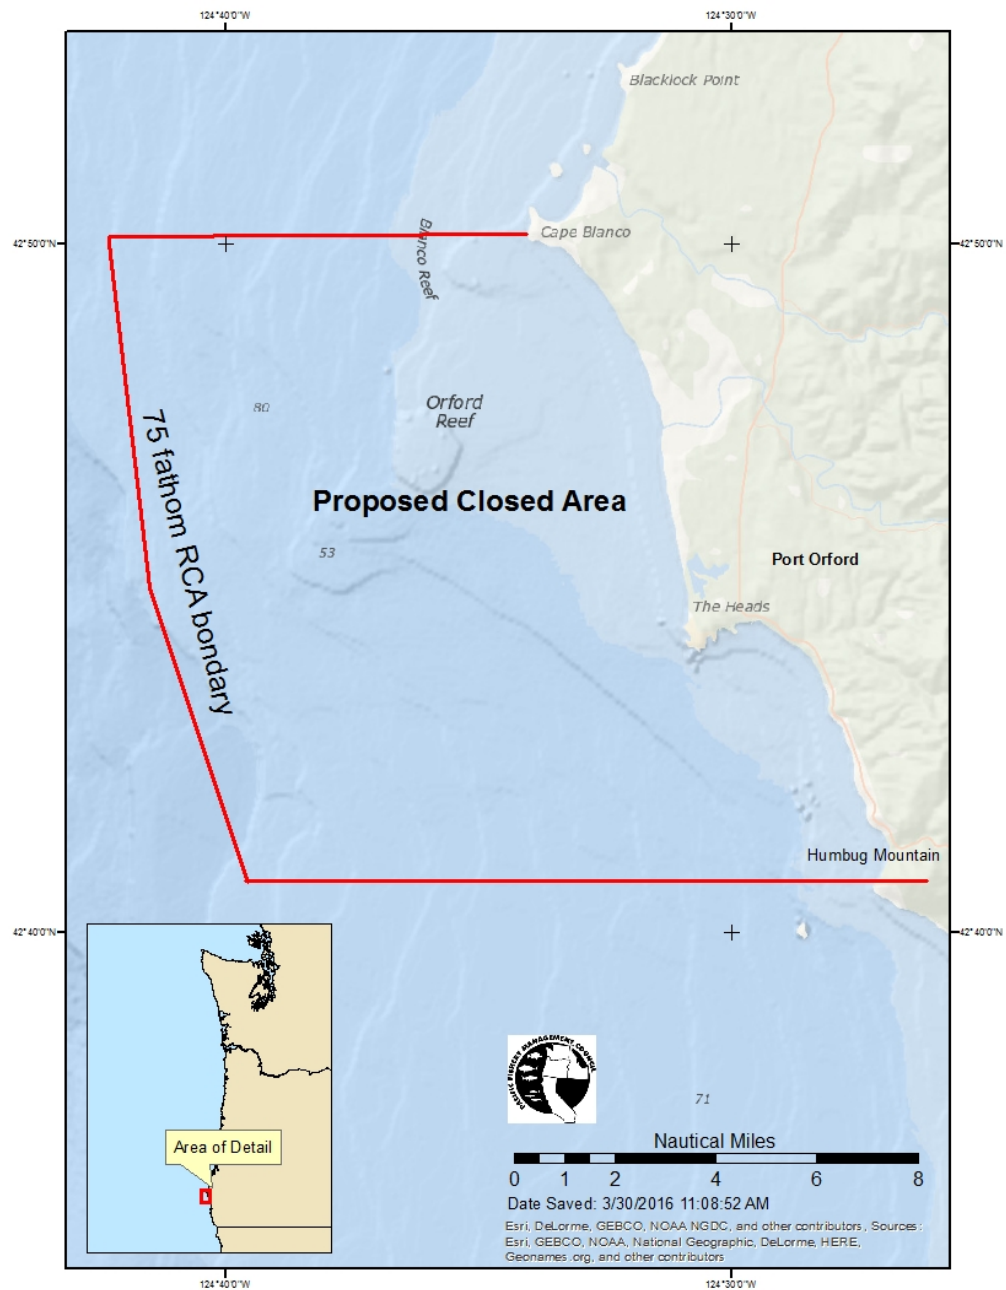 124°40'0"W
124°30'0"W
Blacklock Point
42°50'0"N
42°50'0"N
Cape Blanco
Blanco Reef
Orford
Reef
80
75 fathom RCA bondary
Proposed Closed Area
53
Port Orford
The Heads
Humbug Mountain
42°40'0"N
42°40'0"N
Area of Detail
PACIFIC FISHERY MANAGEMENT COUNCIL
71
Nautical Miles
0 1 2 4 6 8
Date Saved: 3/30/2016 11:08:52 AM
Esri, DeLorme, GEBCO, NOAA NGDC, and other contributors, Sources:
Esri, GEBCO, NOAA, National Geographic, DeLorme, HERE,
Geonames.org, and other contributors
124°40'0"W
124°30'0"W